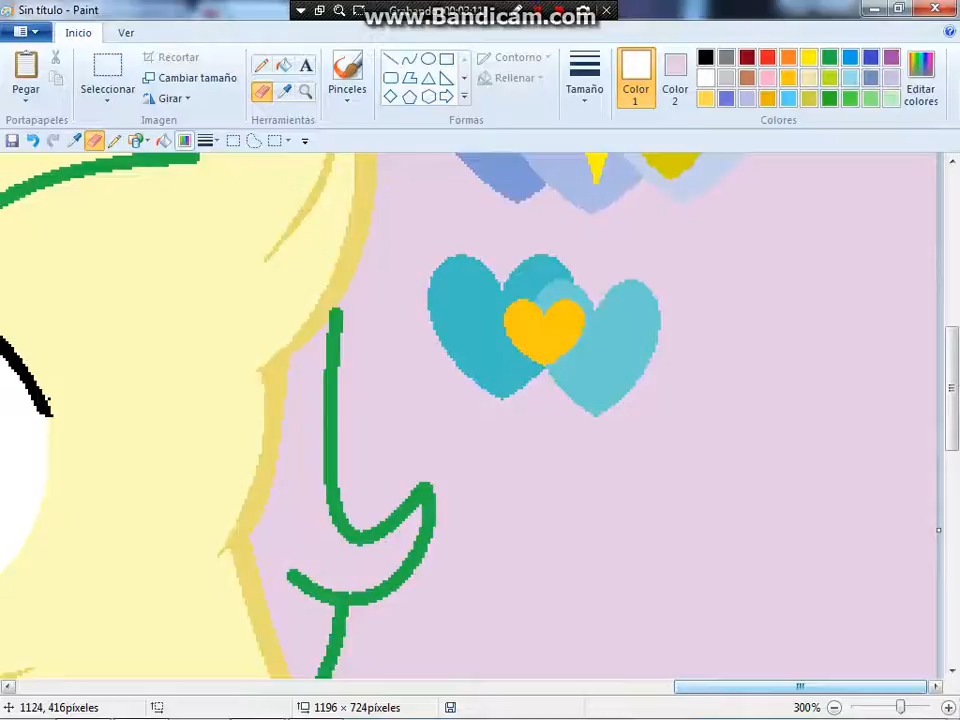 Sin título - Paint
www.Bandicam.com
Inicio Ver
Pegar
Portapapeles
Seleccionar
Recortar
Cambiar tamaño
Girar
Imagen
A
Herramientas
Pinceles
Contorno
Rellenar
Formas
Tamaño
Color 1
Color 2
Editar colores
Colores
1124, 416píxeles
1196 × 724píxeles
300%